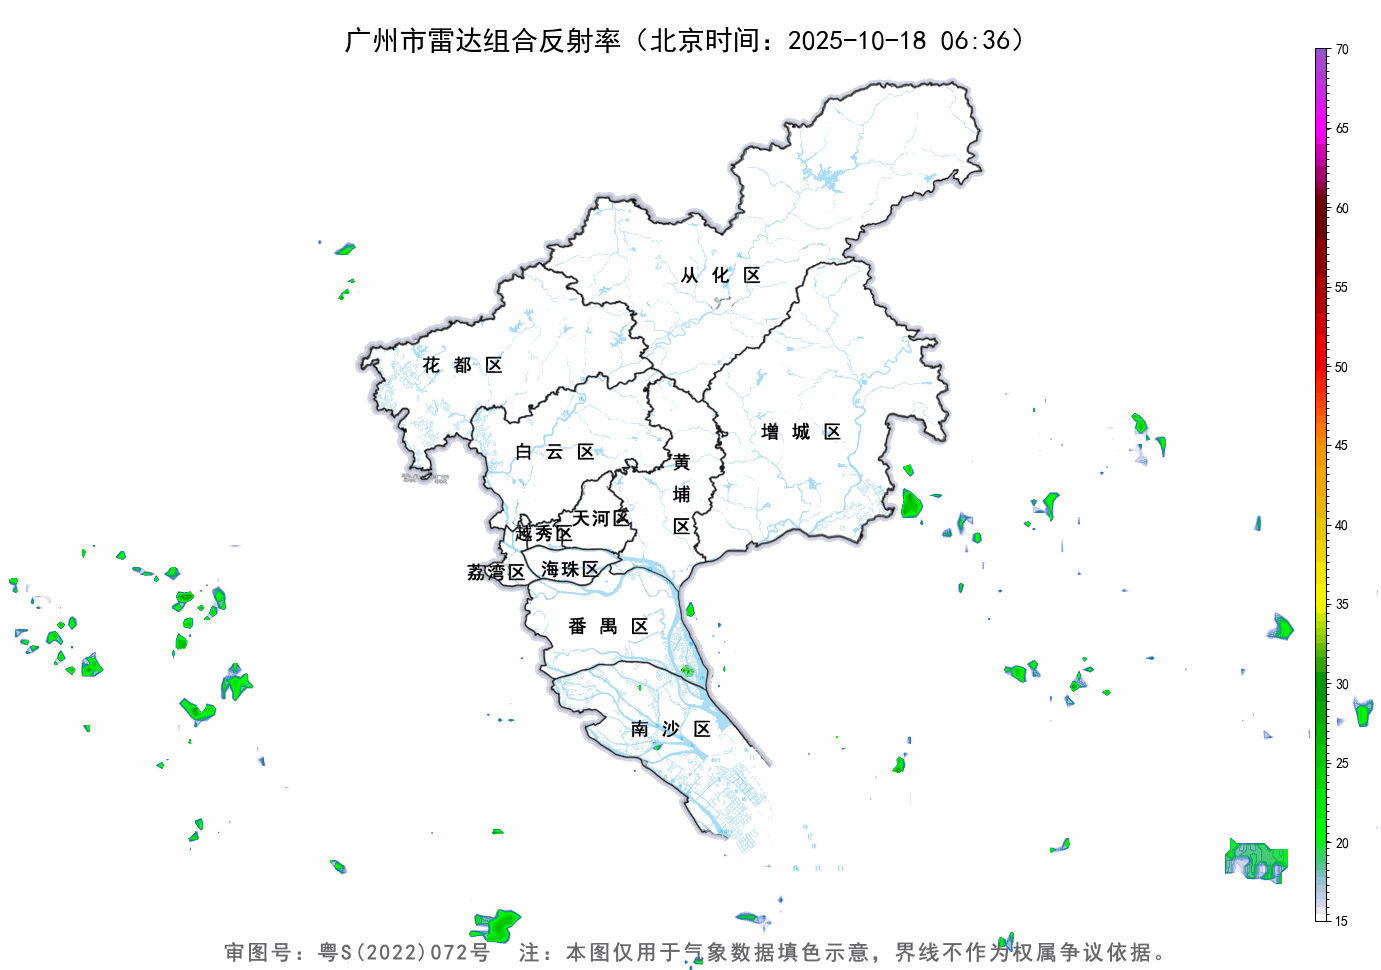 广州市雷达组合反射率（北京时间：2025-10-18 06:36）
70
65
60
55
50
45
40
35
30
25
20
15
从化区
花都区
增城区
白云区
黄埔区
天河区
越秀区
海珠区
荔湾区
番禺区
南沙区
审图号：粤S(2022)072号 注：本图仅用于气象数据填色示意，界线不作为权属争议依据。